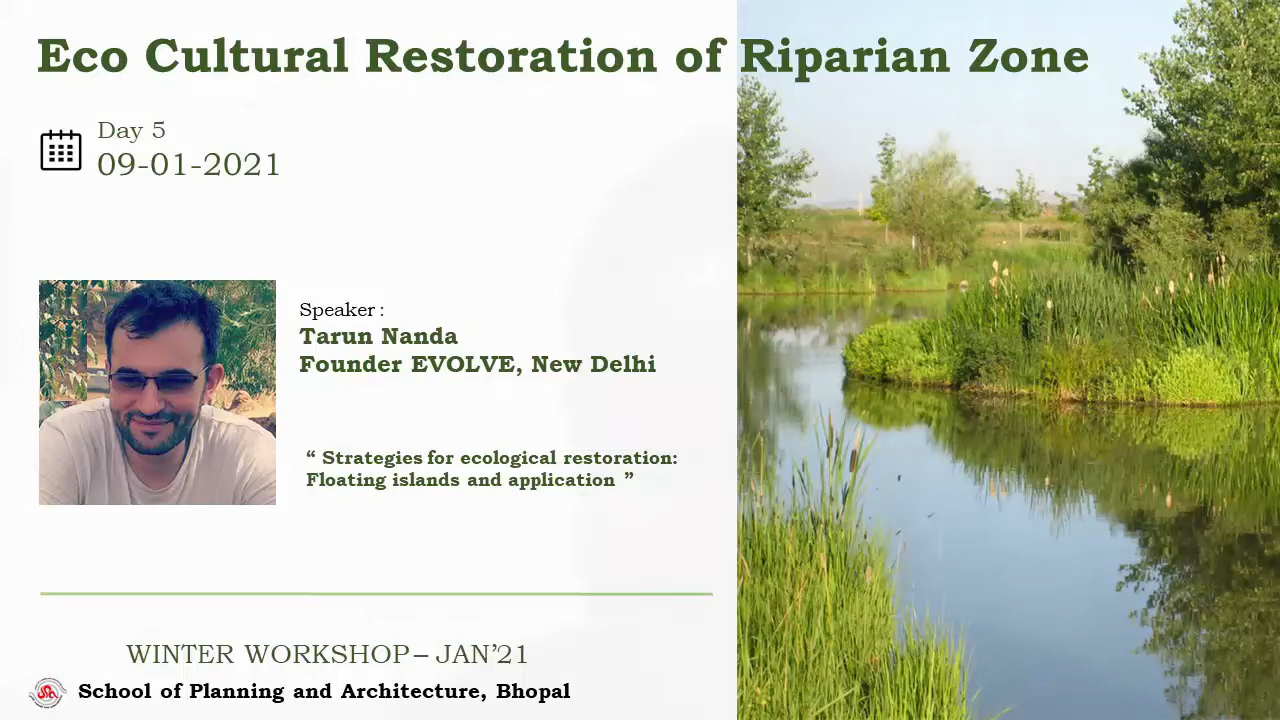 Eco Cultural Restoration of Riparian Zone
Day 5
09-01-2021
Speaker :
Tarun Nanda
Founder EVOLVE, New Delhi
“ Strategies for ecological restoration:
Floating islands and application ”
WINTER WORKSHOP – JAN’21
School of Planning and Architecture, Bhopal